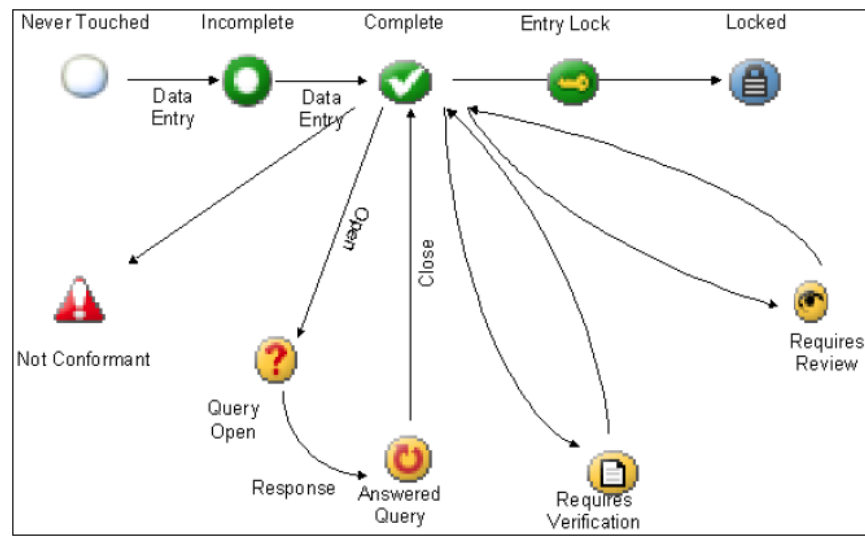 Never Touched
Incomplete
Complete
Entry Lock
Locked
Data
Entry
Data
Entry
Open
Close
Not Conformant
Requires
Review
Query
Open
Response
Answered
Query
Requires
Verification